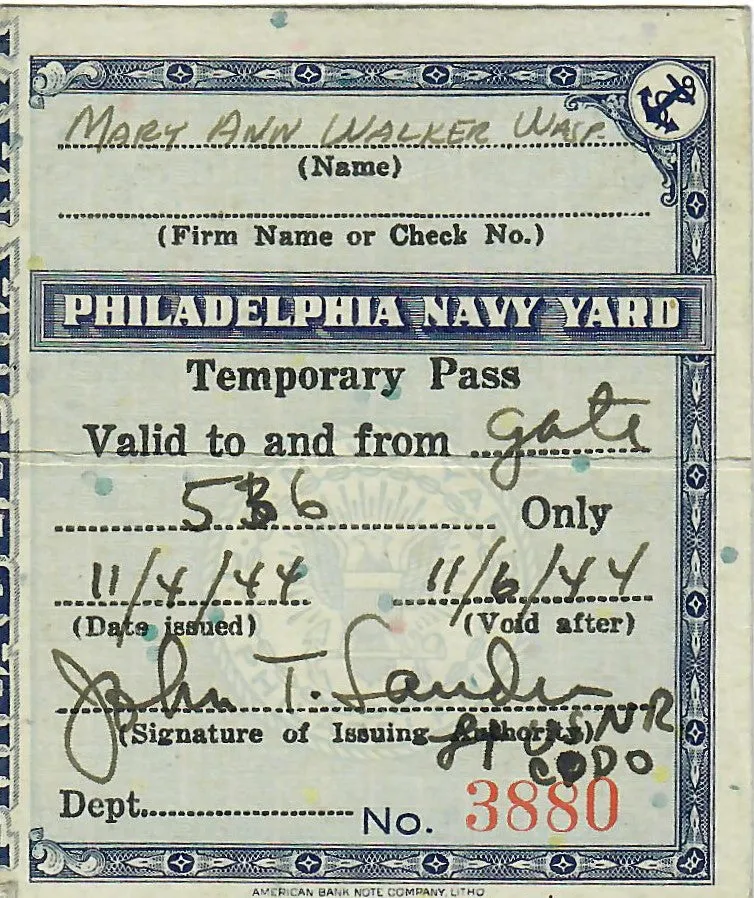 MARY ANN WALKER WASP.
(Name)
(Firm Name or Check No.)
PHILADELPHIA NAVY YARD
Temporary Pass
Valid to and from gate
Only
11/4/44 11/6/44
(Date issued) (Void after)
John T.
(Signature of Issuing Authority) USNR
Dept. No. 3880
AMERICAN BANK NOTE COMPANY, LITHO